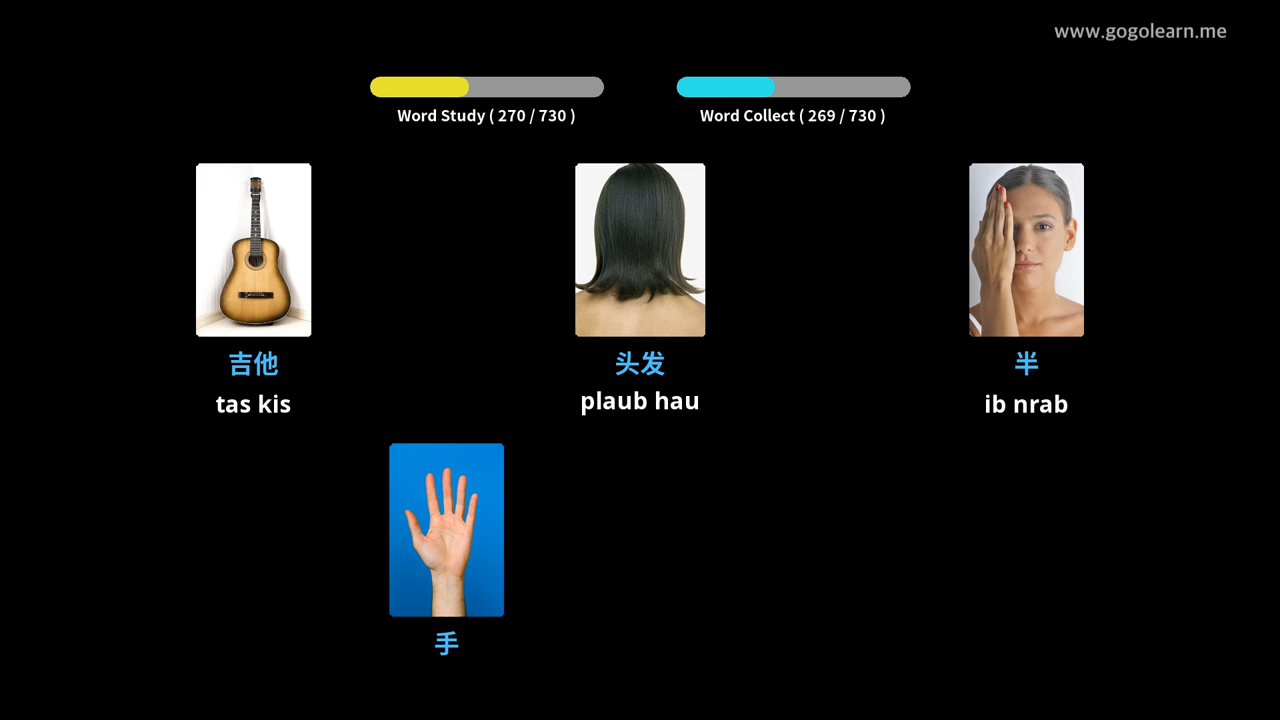 www.gogolearn.me
Word Study ( 270 / 730 )
Word Collect ( 269 / 730 )
吉他
头发
半
tas kis
plaub hau
ib nrab
手